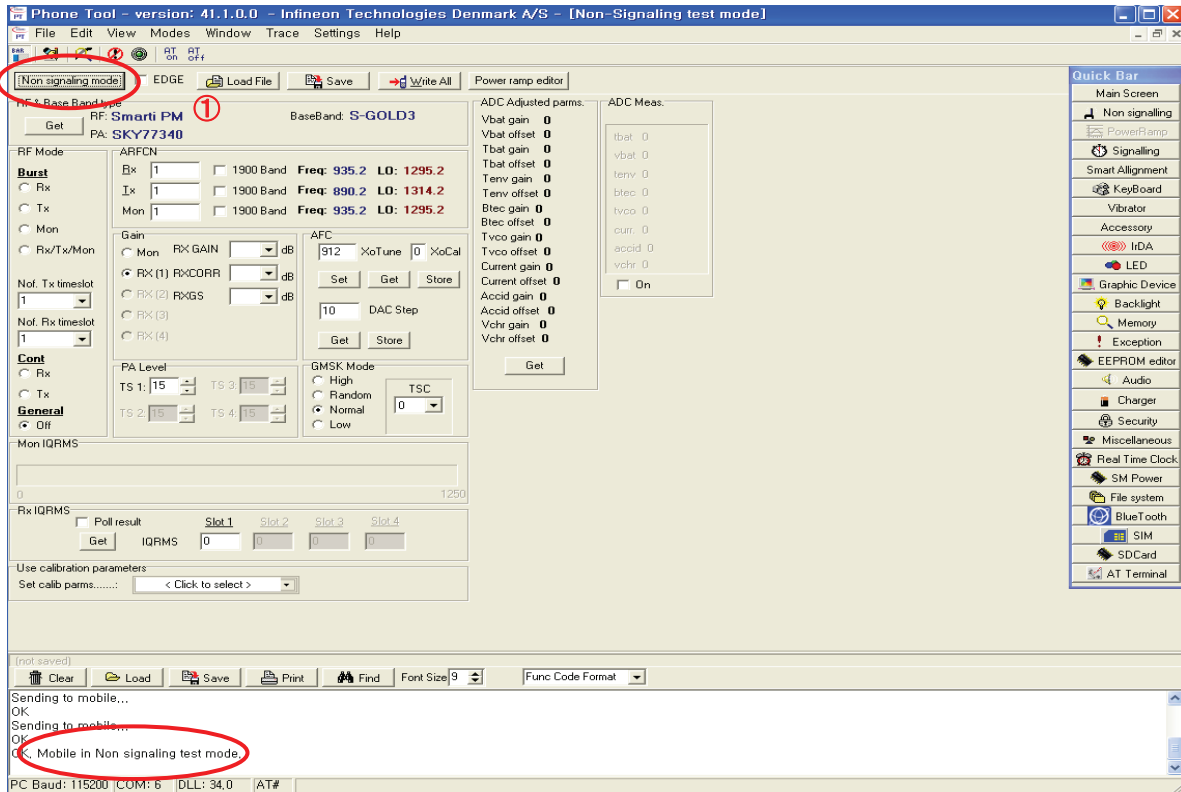 Phone Tool - version: 41.1.0.0 - Infineon Technologies Denmark A/S - [Non-Signaling test mode]
File Edit View Modes Window Trace Settings Help
AT on AT off
Non signaling mode EDGE Load File Save Write All Power ramp editor
①
RF & Base Band type
Get RF: Smarti PM BaseBand: S-GOLD3
PA: SKY77340
RF Mode
Burst
Rx
Tx
Mon
Rx/Tx/Mon
Nof. Tx timeslot
1
Nof. Rx timeslot
1
Cont
Rx
Tx
General
Off
ARFCN
Rx 1 1900 Band Freq: 935.2 LO: 1295.2
Tx 1 1900 Band Freq: 890.2 LO: 1314.2
Mon 1 1900 Band Freq: 935.2 LO: 1295.2
Gain
Mon RX GAIN dB
RX (1) RXCORR dB
RX (2) RXGS dB
RX (3)
RX (4)
AFC
912 XoTune 0 XoCal
Set Get Store
10 DAC Step
Get Store
PA Level
TS 1: 15 TS 3: 15
TS 2: 15 TS 4: 15
GMSK Mode
High
Random
Normal
Low
TSC
0
Mon IQRMS
0 1250
Rx IQRMS
Poll result Slot 1 Slot 2 Slot 3 Slot 4
Get IQRMS 0 0 0 0
Use calibration parameters
Set calib parms.......: < Click to select >
ADC Adjusted parms.
Vbat gain 0
Vbat offset 0
Tbat gain 0
Tbat offset 0
Tenv gain 0
Tenv offset 0
Btec gain 0
Btec offset 0
Tvco gain 0
Tvco offset 0
Current gain 0
Current offset 0
Accid gain 0
Accid offset 0
Vchr gain 0
Vchr offset 0
Get
ADC Meas.
tbat 0
vbat 0
tenv 0
btec 0
tvco 0
curr. 0
accid 0
vchr 0
On
Quick Bar
Main Screen
Non signalling
PowerRamp
Signalling
Smart Allignment
KeyBoard
Vibrator
Accessory
IrDA
LED
Graphic Device
Backlight
Memory
Exception
EEPROM editor
Audio
Charger
Security
Miscellaneous
Real Time Clock
SM Power
File system
BlueTooth
SIM
SDCard
AT Terminal
(not saved)
Clear Load Save Print Find Font Size 9 Func Code Format
Sending to mobile...
OK
Sending to mobile...
OK
OK, Mobile in Non signaling test mode.
PC Baud: 115200 COM: 6 DLL: 34,0 AT#